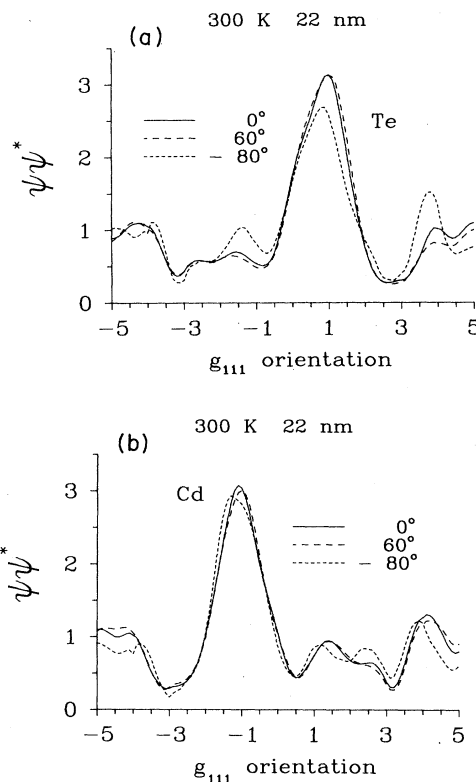 (a)
300 K 22 nm
3
2
1
0
ψψ*
0°
60°
– 80°
Te
-5 -3 -1 1 3 5
g₁₁₁ orientation
(b)
300 K 22 nm
3
2
1
0
ψψ*
Cd
0°
60°
– 80°
-5 -3 -1 1 3 5
g₁₁₁ orientation